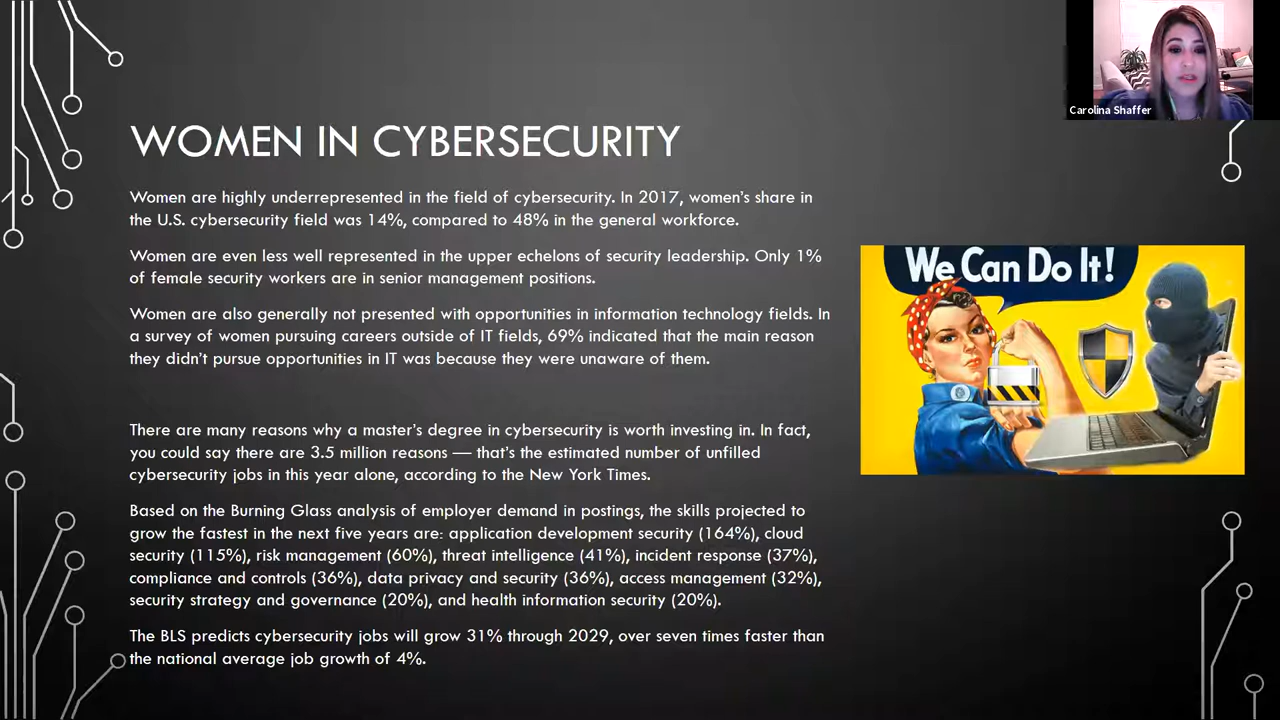 Carolina Shaffer
WOMEN IN CYBERSECURITY
Women are highly underrepresented in the field of cybersecurity. In 2017, women's share in
the U.S. cybersecurity field was 14%, compared to 48% in the general workforce.
Women are even less well represented in the upper echelons of security leadership. Only 1%
of female security workers are in senior management positions.
Women are also generally not presented with opportunities in information technology fields. In
a survey of women pursuing careers outside of IT fields, 69% indicated that the main reason
they didn't pursue opportunities in IT was because they were unaware of them.
There are many reasons why a master's degree in cybersecurity is worth investing in. In fact,
you could say there are 3.5 million reasons — that's the estimated number of unfilled
cybersecurity jobs in this year alone, according to the New York Times.
Based on the Burning Glass analysis of employer demand in postings, the skills projected to
grow the fastest in the next five years are: application development security (164%), cloud
security (115%), risk management (60%), threat intelligence (41%), incident response (37%),
compliance and controls (36%), data privacy and security (36%), access management (32%),
security strategy and governance (20%), and health information security (20%).
The BLS predicts cybersecurity jobs will grow 31% through 2029, over seven times faster than
the national average job growth of 4%.
We Can Do It!